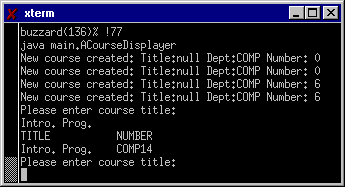 xterm
buzzard(136)% !77
java main.ACourseDisplayer
New course created: Title:null Dept:COMP Number: 0
New course created: Title:null Dept:COMP Number: 0
New course created: Title:null Dept:COMP Number: 6
New course created: Title:null Dept:COMP Number: 6
Please enter course title:
Intro. Prog.
TITLE NUMBER
Intro. Prog. COMP14
Please enter course title: